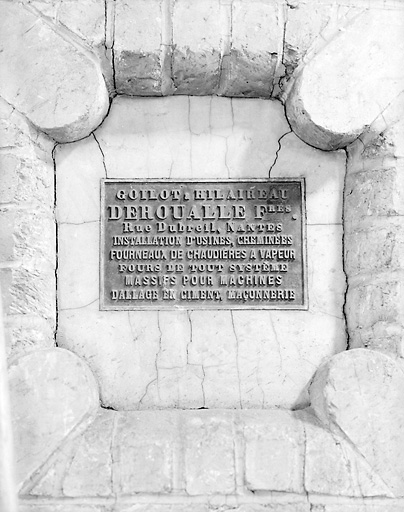 GOILOT, HILAIREAU
DEROUALLE FRES
Rue Dubreil, NANTES
INSTALLATION D'USINES, CHEMINÉES
FOURNEAUX DE CHAUDIÈRES A VAPEUR
FOURS DE TOUT SYSTÈME
MASSIFS POUR MACHINES
DALLAGE EN CIMENT, MAÇONNERIE